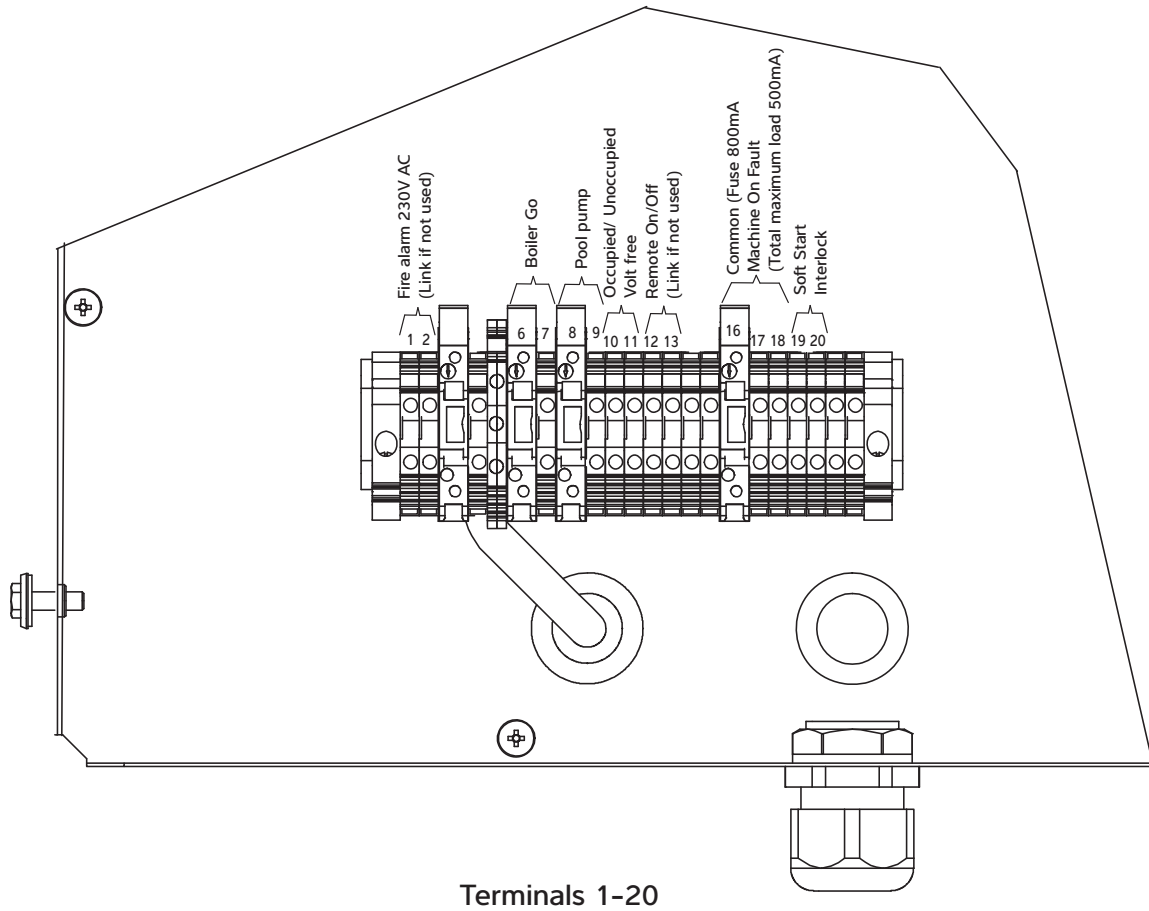 Fire alarm 230V AC
(Link if not used)
Boiler Go
Pool pump
Occupied/ Unoccupied
Volt free
Remote On/Off
(Link if not used)
Common (Fuse 800mA
Machine On Fault
(Total maximum load 500mA)
Soft Start
Interlock
1 2 6 7 8 9 10 11 12 13 16 17 18 19 20
Terminals 1-20